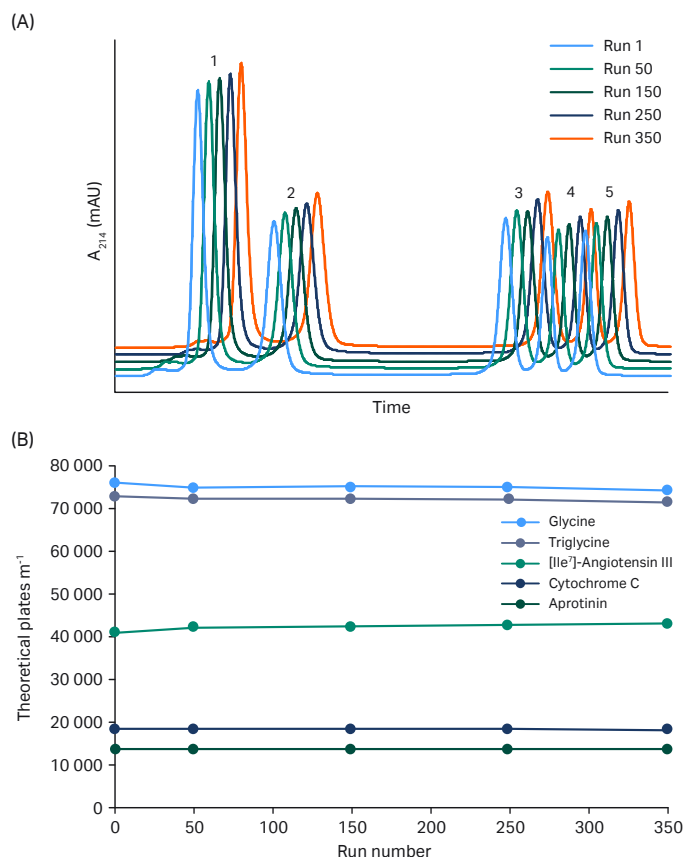 (A)
1
2
3
4
5
Run 1
Run 50
Run 150
Run 250
Run 350
A214 (mAU)
Time
(B)
80 000
70 000
60 000
50 000
40 000
30 000
20 000
10 000
0
Theoretical plates m-1
Glycine
Triglycine
[Ile7]-Angiotensin III
Cytochrome C
Aprotinin
0 50 100 150 200 250 300 350
Run number